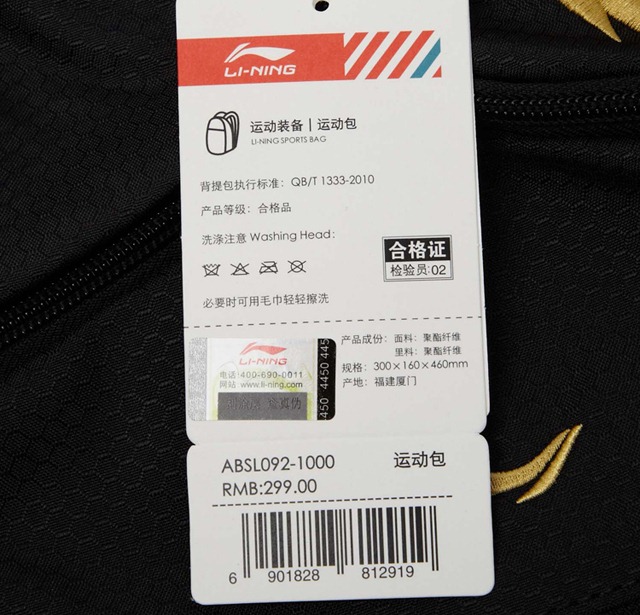 LI-NING
运动装备 | 运动包
LI-NING SPORTS BAG
背提包执行标准: QB/T 1333-2010
产品等级: 合格品
洗涤注意 Washing Head:
合格证
检验员:02
必要时可用毛巾轻轻擦洗
LI-NING
电话:400-690-0011
网站:www.li-ning.com
4450 4450 445
产品成份: 面料: 聚酯纤维
里料: 聚酯纤维
规格: 300×160×460mm
产地: 福建厦门
ABSL092-1000 运动包
RMB:299.00
6 901828 812919